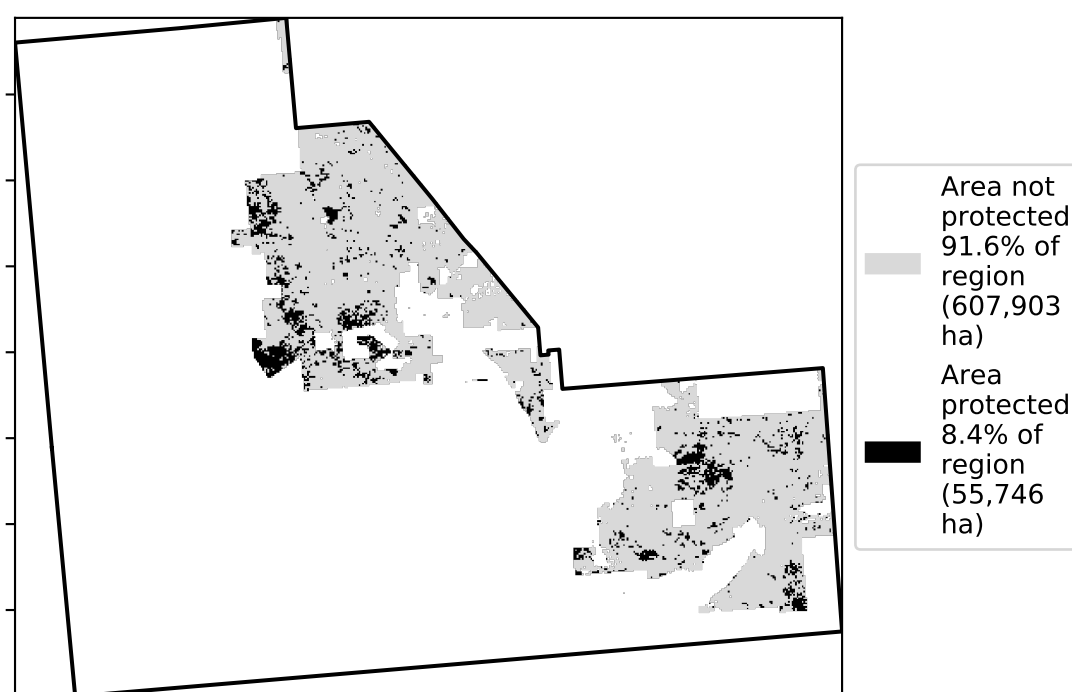 Area not
protected
91.6% of
region
(607,903
ha)
Area
protected
8.4% of
region
(55,746
ha)